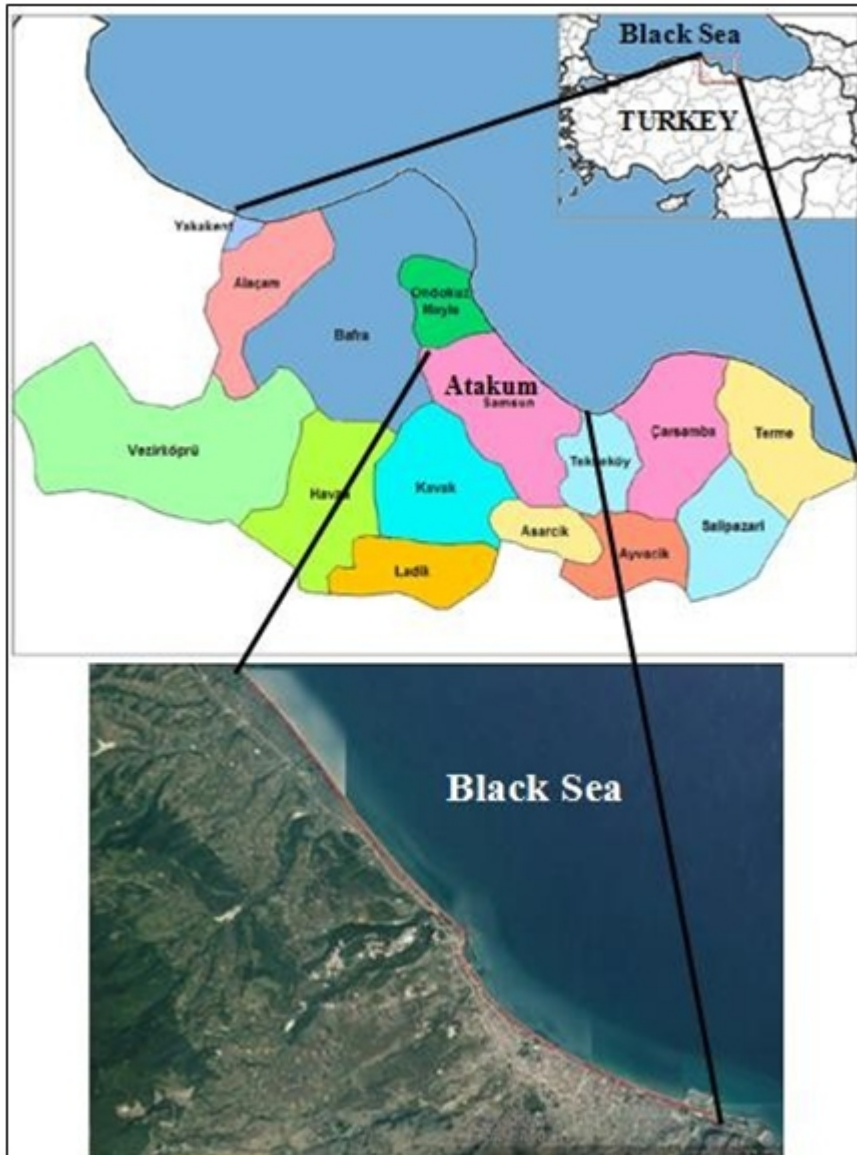 Black Sea
TURKEY
Yakakent
Alaçam
Ondokuz
Mayis
Bafra
Atakum
Samsun
Çarsamba
Terme
Vezirköprü
Tekkeköy
Havza
Kavak
Asarcik
Salipazari
Ayvacik
Ladik
Black Sea